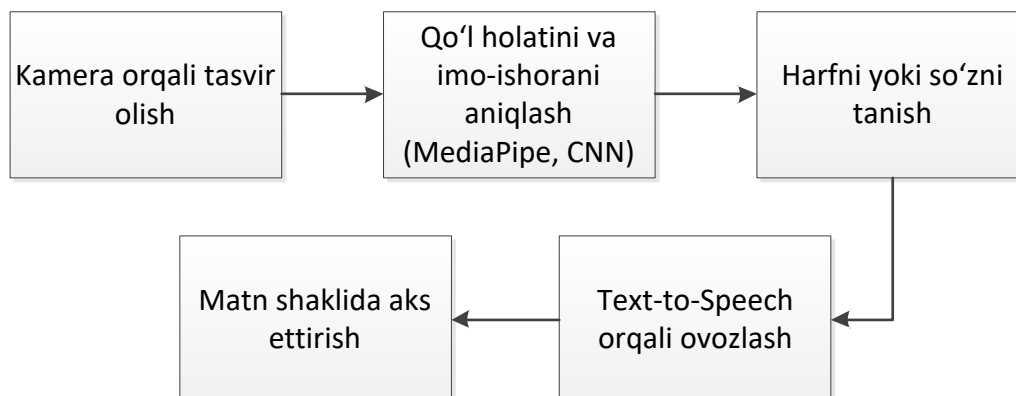 Kamera orqali tasvir
olish
Qo‘l holatini va
imo-ishorani
aniqlash
(MediaPipe, CNN)
Harfni yoki so‘zni
tanish
Text-to-Speech
orqali ovozlash
Matn shaklida aks
ettirish